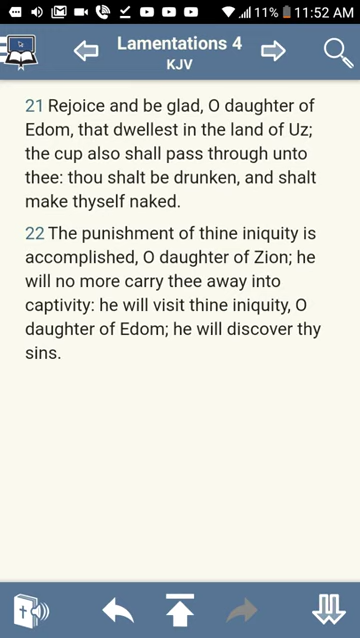 11% 11:52 AM
Lamentations 4
KJV
21 Rejoice and be glad, O daughter of
Edom, that dwellest in the land of Uz;
the cup also shall pass through unto
thee: thou shalt be drunken, and shalt
make thyself naked.
22 The punishment of thine iniquity is
accomplished, O daughter of Zion; he
will no more carry thee away into
captivity: he will visit thine iniquity, O
daughter of Edom; he will discover thy
sins.